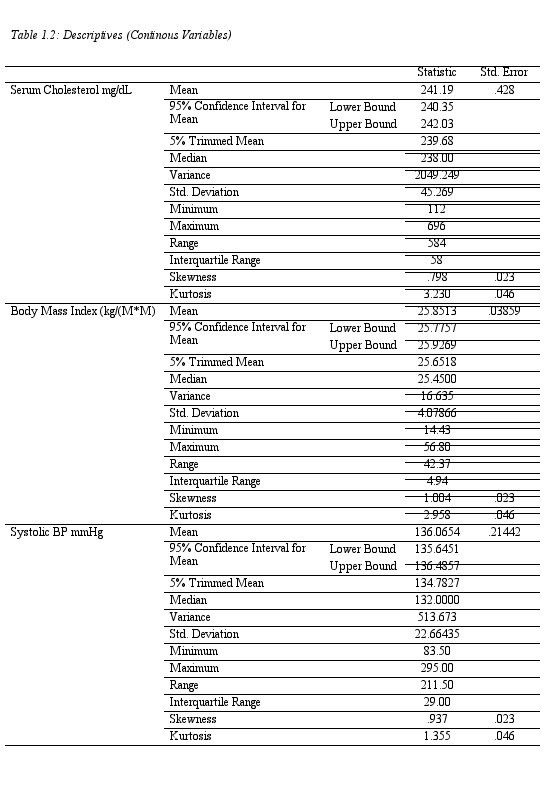 Table 1.2: Descriptives (Continous Variables)
Statistic Std. Error
Serum Cholesterol mg/dL Mean 241.19 .428
95% Confidence Interval for Mean Lower Bound 240.35
Upper Bound 242.03
5% Trimmed Mean 239.68
Median 238.00
Variance 2049.249
Std. Deviation 45.269
Minimum 112
Maximum 696
Range 584
Interquartile Range 58
Skewness .798 .023
Kurtosis 3.230 .046
Body Mass Index (kg/(M*M) Mean 25.8513 .03859
95% Confidence Interval for Mean Lower Bound 25.7757
Upper Bound 25.9269
5% Trimmed Mean 25.6518
Median 25.4500
Variance 16.635
Std. Deviation 4.07866
Minimum 14.43
Maximum 56.80
Range 42.37
Interquartile Range 4.94
Skewness 1.004 .023
Kurtosis 2.958 .046
Systolic BP mmHg Mean 136.0654 .21442
95% Confidence Interval for Mean Lower Bound 135.6451
Upper Bound 136.4857
5% Trimmed Mean 134.7827
Median 132.0000
Variance 513.673
Std. Deviation 22.66435
Minimum 83.50
Maximum 295.00
Range 211.50
Interquartile Range 29.00
Skewness .937 .023
Kurtosis 1.355 .046